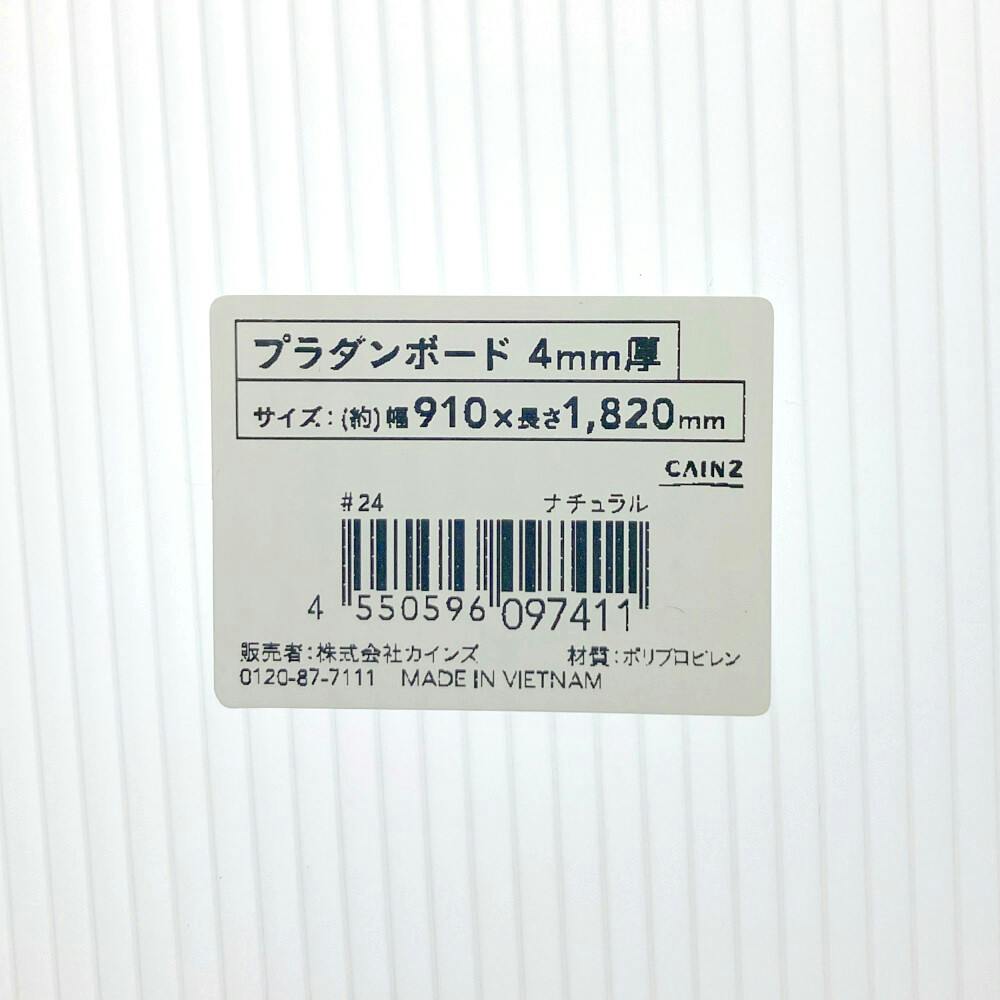 プラダンボード 4mm厚
サイズ:(約)幅910×長さ1,820mm
CAINZ
#24 ナチュラル
4 550596 097411
販売者:株式会社カインズ 材質:ポリプロピレン
0120-87-7111 MADE IN VIETNAM